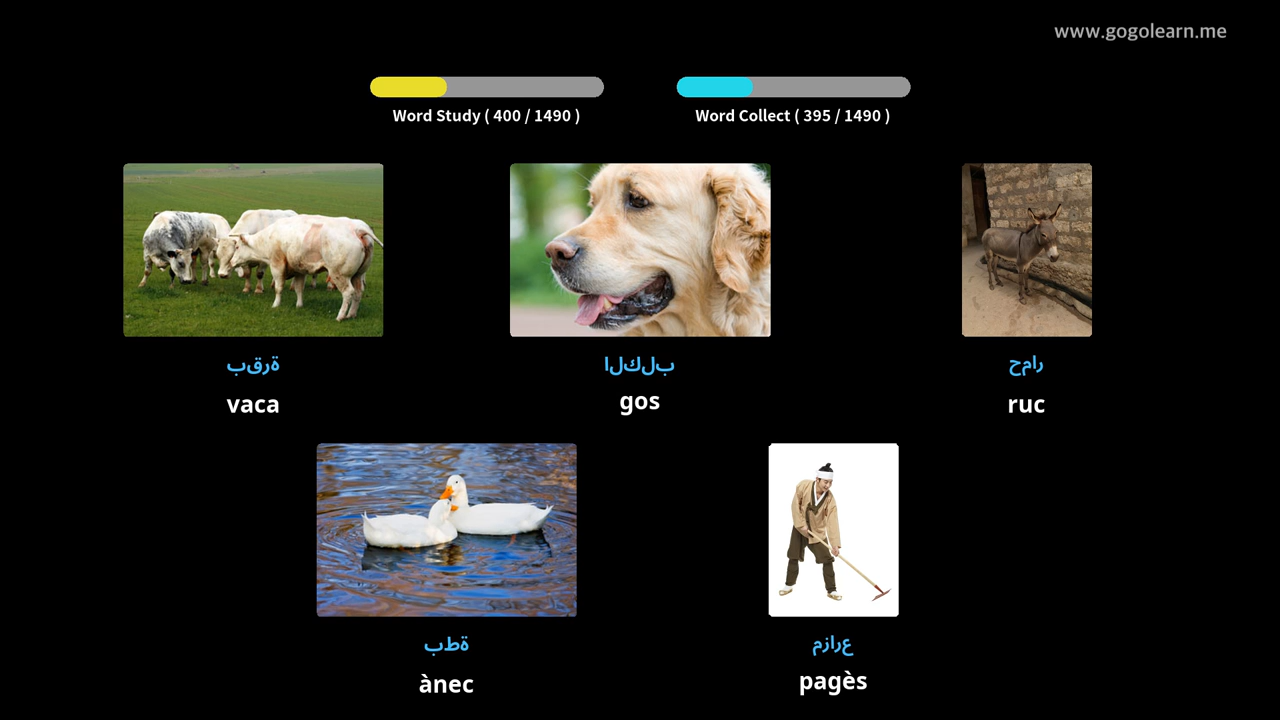 www.gogolearn.me
Word Study ( 400 / 1490 )
Word Collect ( 395 / 1490 )
بقرة
vaca
الكلب
gos
حمار
ruc
بطة
ànec
مزارع
pagès